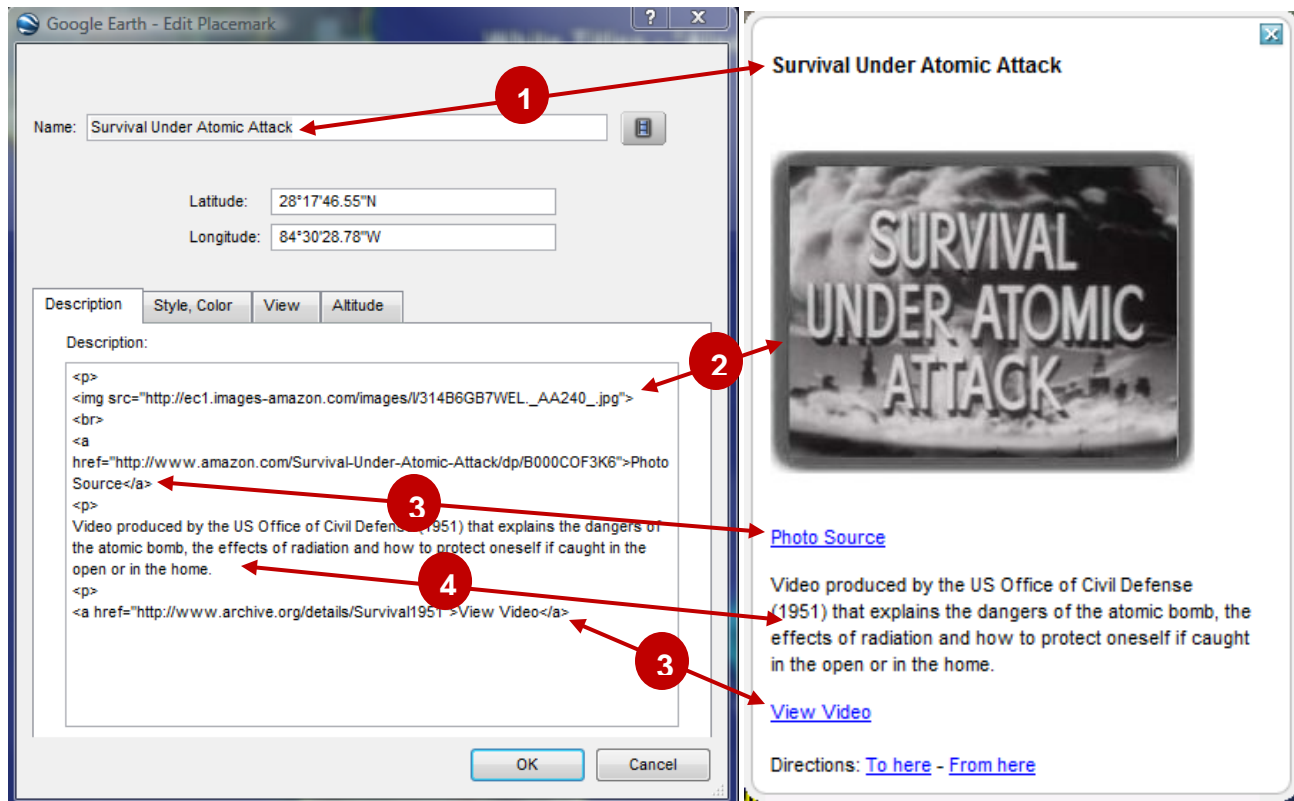 Google Earth - Edit Placemark
? X
Name: Survival Under Atomic Attack
1
Latitude: 28°17'46.55"N
Longitude: 84°30'28.78"W
Description Style, Color View Altitude
Description:
<p>
<img src="http://ec1.images-amazon.com/images/I/314B6GB7WEL._AA240_.jpg">
<br>
<a
href="http://www.amazon.com/Survival-Under-Atomic-Attack/dp/B000COF3K6">Photo
Source</a>
<p>
Video produced by the US Office of Civil Defense (1951) that explains the dangers of
the atomic bomb, the effects of radiation and how to protect oneself if caught in the
open or in the home.
<p>
<a href="http://www.archive.org/details/Survival1951">View Video</a>
2
3
4
3
OK Cancel
Survival Under Atomic Attack
SURVIVAL
UNDER ATOMIC
ATTACK
Photo Source
Video produced by the US Office of Civil Defense
(1951) that explains the dangers of the atomic bomb, the
effects of radiation and how to protect oneself if caught
in the open or in the home.
View Video
Directions: To here - From here